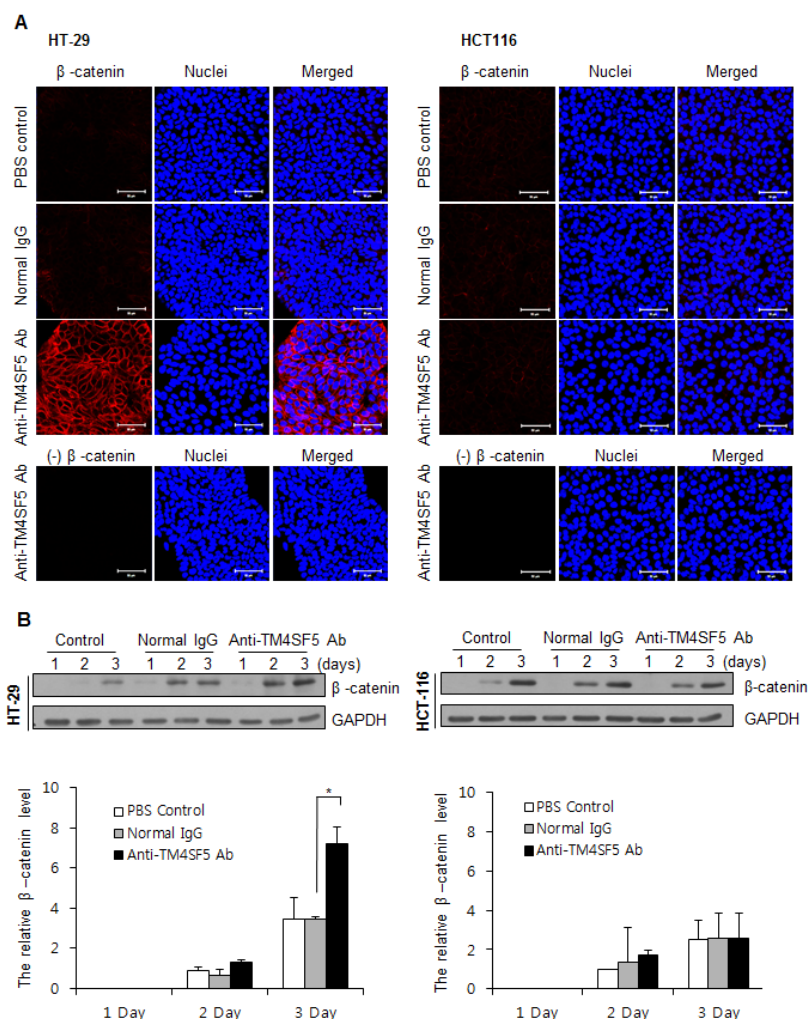 A
HT-29
HCT116
β -catenin Nuclei Merged
β -catenin Nuclei Merged
PBS control
Normal IgG
Anti-TM4SF5 Ab
Anti-TM4SF5 Ab
PBS control
Normal IgG
Anti-TM4SF5 Ab
Anti-TM4SF5 Ab
(-) β -catenin Nuclei Merged
(-) β -catenin Nuclei Merged
B
Control Normal IgG Anti-TM4SF5 Ab
1 2 3 1 2 3 1 2 3 (days)
HT-29
β -catenin
GAPDH
Control Normal IgG Anti-TM4SF5 Ab
1 2 3 1 2 3 1 2 3 (days)
HCT-116
β-catenin
GAPDH
The relative β –catenin level
10
8
6
4
2
0
PBS Control
Normal IgG
Anti-TM4SF5 Ab
*
1 Day 2 Day 3 Day
The relative β –catenin level
10
8
6
4
2
0
PBS Control
Normal IgG
Anti-TM4SF5 Ab
1 Day 2 Day 3 Day